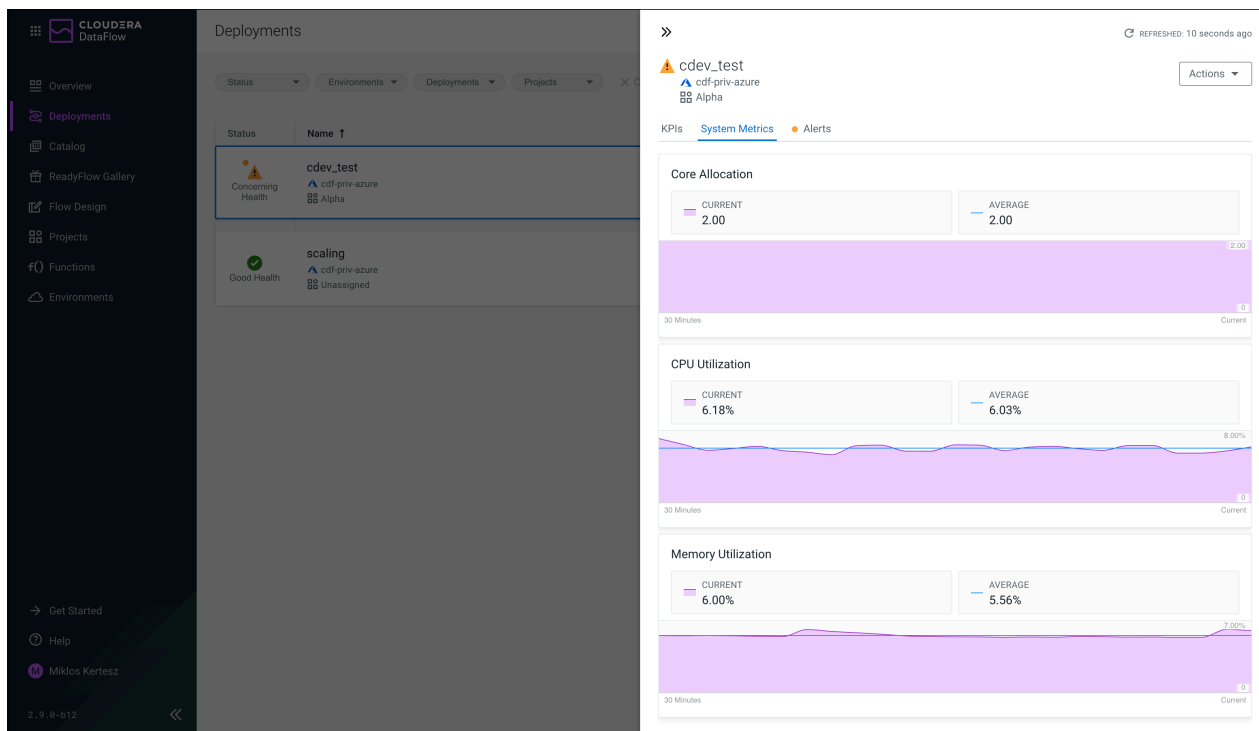 CLOUDERA
DataFlow
Overview
Deployments
Catalog
ReadyFlow Gallery
Flow Design
Projects
Functions
Environments
Get Started
Help
M Miklos Kertesz
2.9.0-b12
Deployments
Status Environments Deployments Projects
Status Name ↑
Concerning Health
cdev_test
cdf-priv-azure
Alpha
Good Health
scaling
cdf-priv-azure
Unassigned
REFRESHED: 10 seconds ago
cdev_test
cdf-priv-azure
Alpha
Actions
KPIs System Metrics Alerts
Core Allocation
CURRENT
2.00
AVERAGE
2.00
2.00
0
30 Minutes Current
CPU Utilization
CURRENT
6.18%
AVERAGE
6.03%
8.00%
0
30 Minutes Current
Memory Utilization
CURRENT
6.00%
AVERAGE
5.56%
7.00%
0
30 Minutes Current